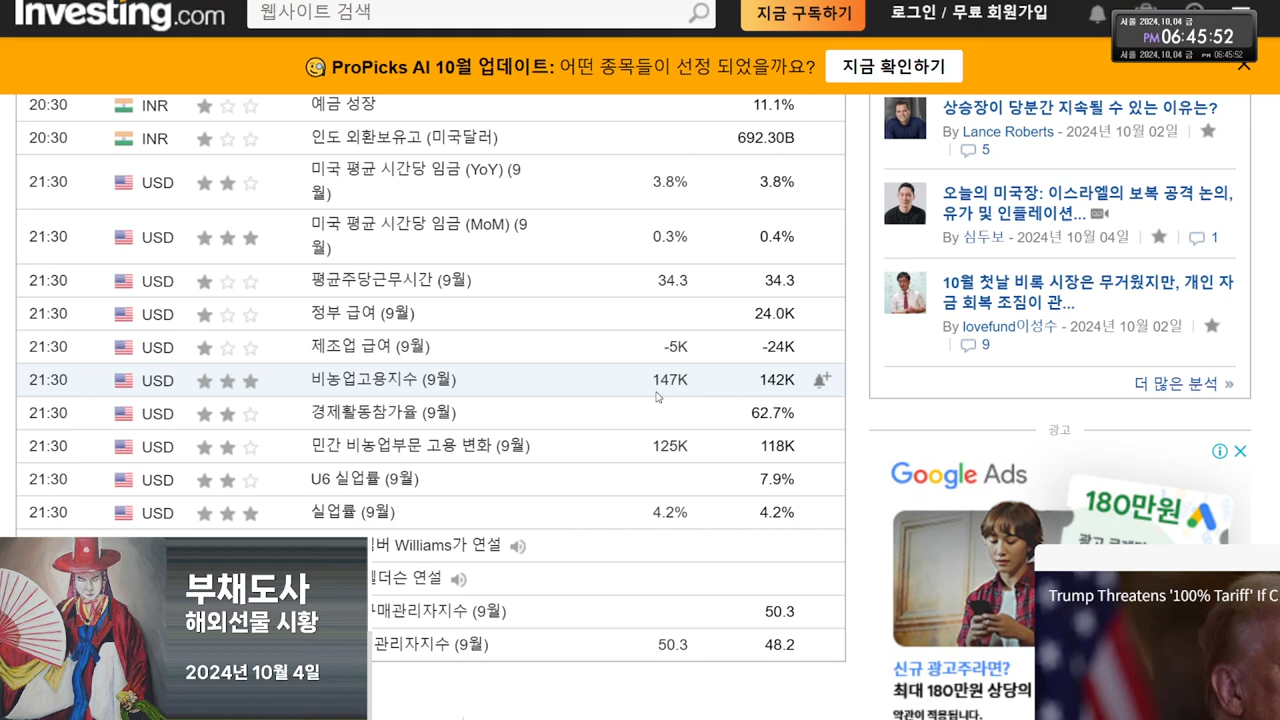 Investing.com
웹사이트 검색
지금 구독하기
로그인 / 무료 회원가입
서울 2024.10.04 금
PM 06:45:52
서울 2024.10.04 금 PM 06:45:52
ProPicks AI 10월 업데이트: 어떤 종목들이 선정 되었을까요?
지금 확인하기
20:30 INR 예금 성장 11.1%
20:30 INR 인도 외환보유고 (미국달러) 692.30B
21:30 USD 미국 평균 시간당 임금 (YoY) (9
월) 3.8% 3.8%
21:30 USD 미국 평균 시간당 임금 (MoM) (9
월) 0.3% 0.4%
21:30 USD 평균주당근무시간 (9월) 34.3 34.3
21:30 USD 정부 급여 (9월) 24.0K
21:30 USD 제조업 급여 (9월) -5K -24K
21:30 USD 비농업고용지수 (9월) 147K 142K
21:30 USD 경제활동참가율 (9월) 62.7%
21:30 USD 민간 비농업부문 고용 변화 (9월) 125K 118K
21:30 USD U6 실업률 (9월) 7.9%
21:30 USD 실업률 (9월) 4.2% 4.2%
버 Williams가 연설
더슨 연설
매관리자지수 (9월) 50.3
관리자지수 (9월) 50.3 48.2
부채도사
해외선물 시황
2024년 10월 4일
상승장이 당분간 지속될 수 있는 이유는?
By Lance Roberts - 2024년 10월 02일
5
오늘의 미국장: 이스라엘의 보복 공격 논의,
유가 및 인플레이션...
By 심두보 - 2024년 10월 04일 1
10월 첫날 비록 시장은 무거웠지만, 개인 자
금 회복 조짐이 관...
By lovefund이성수 - 2024년 10월 02일
9
더 많은 분석 »
광고
Google Ads
180만원
신규 광고주라면?
최대 180만원 상당의
약관이 적용됩니다.
Trump Threatens '100% Tariff' If C